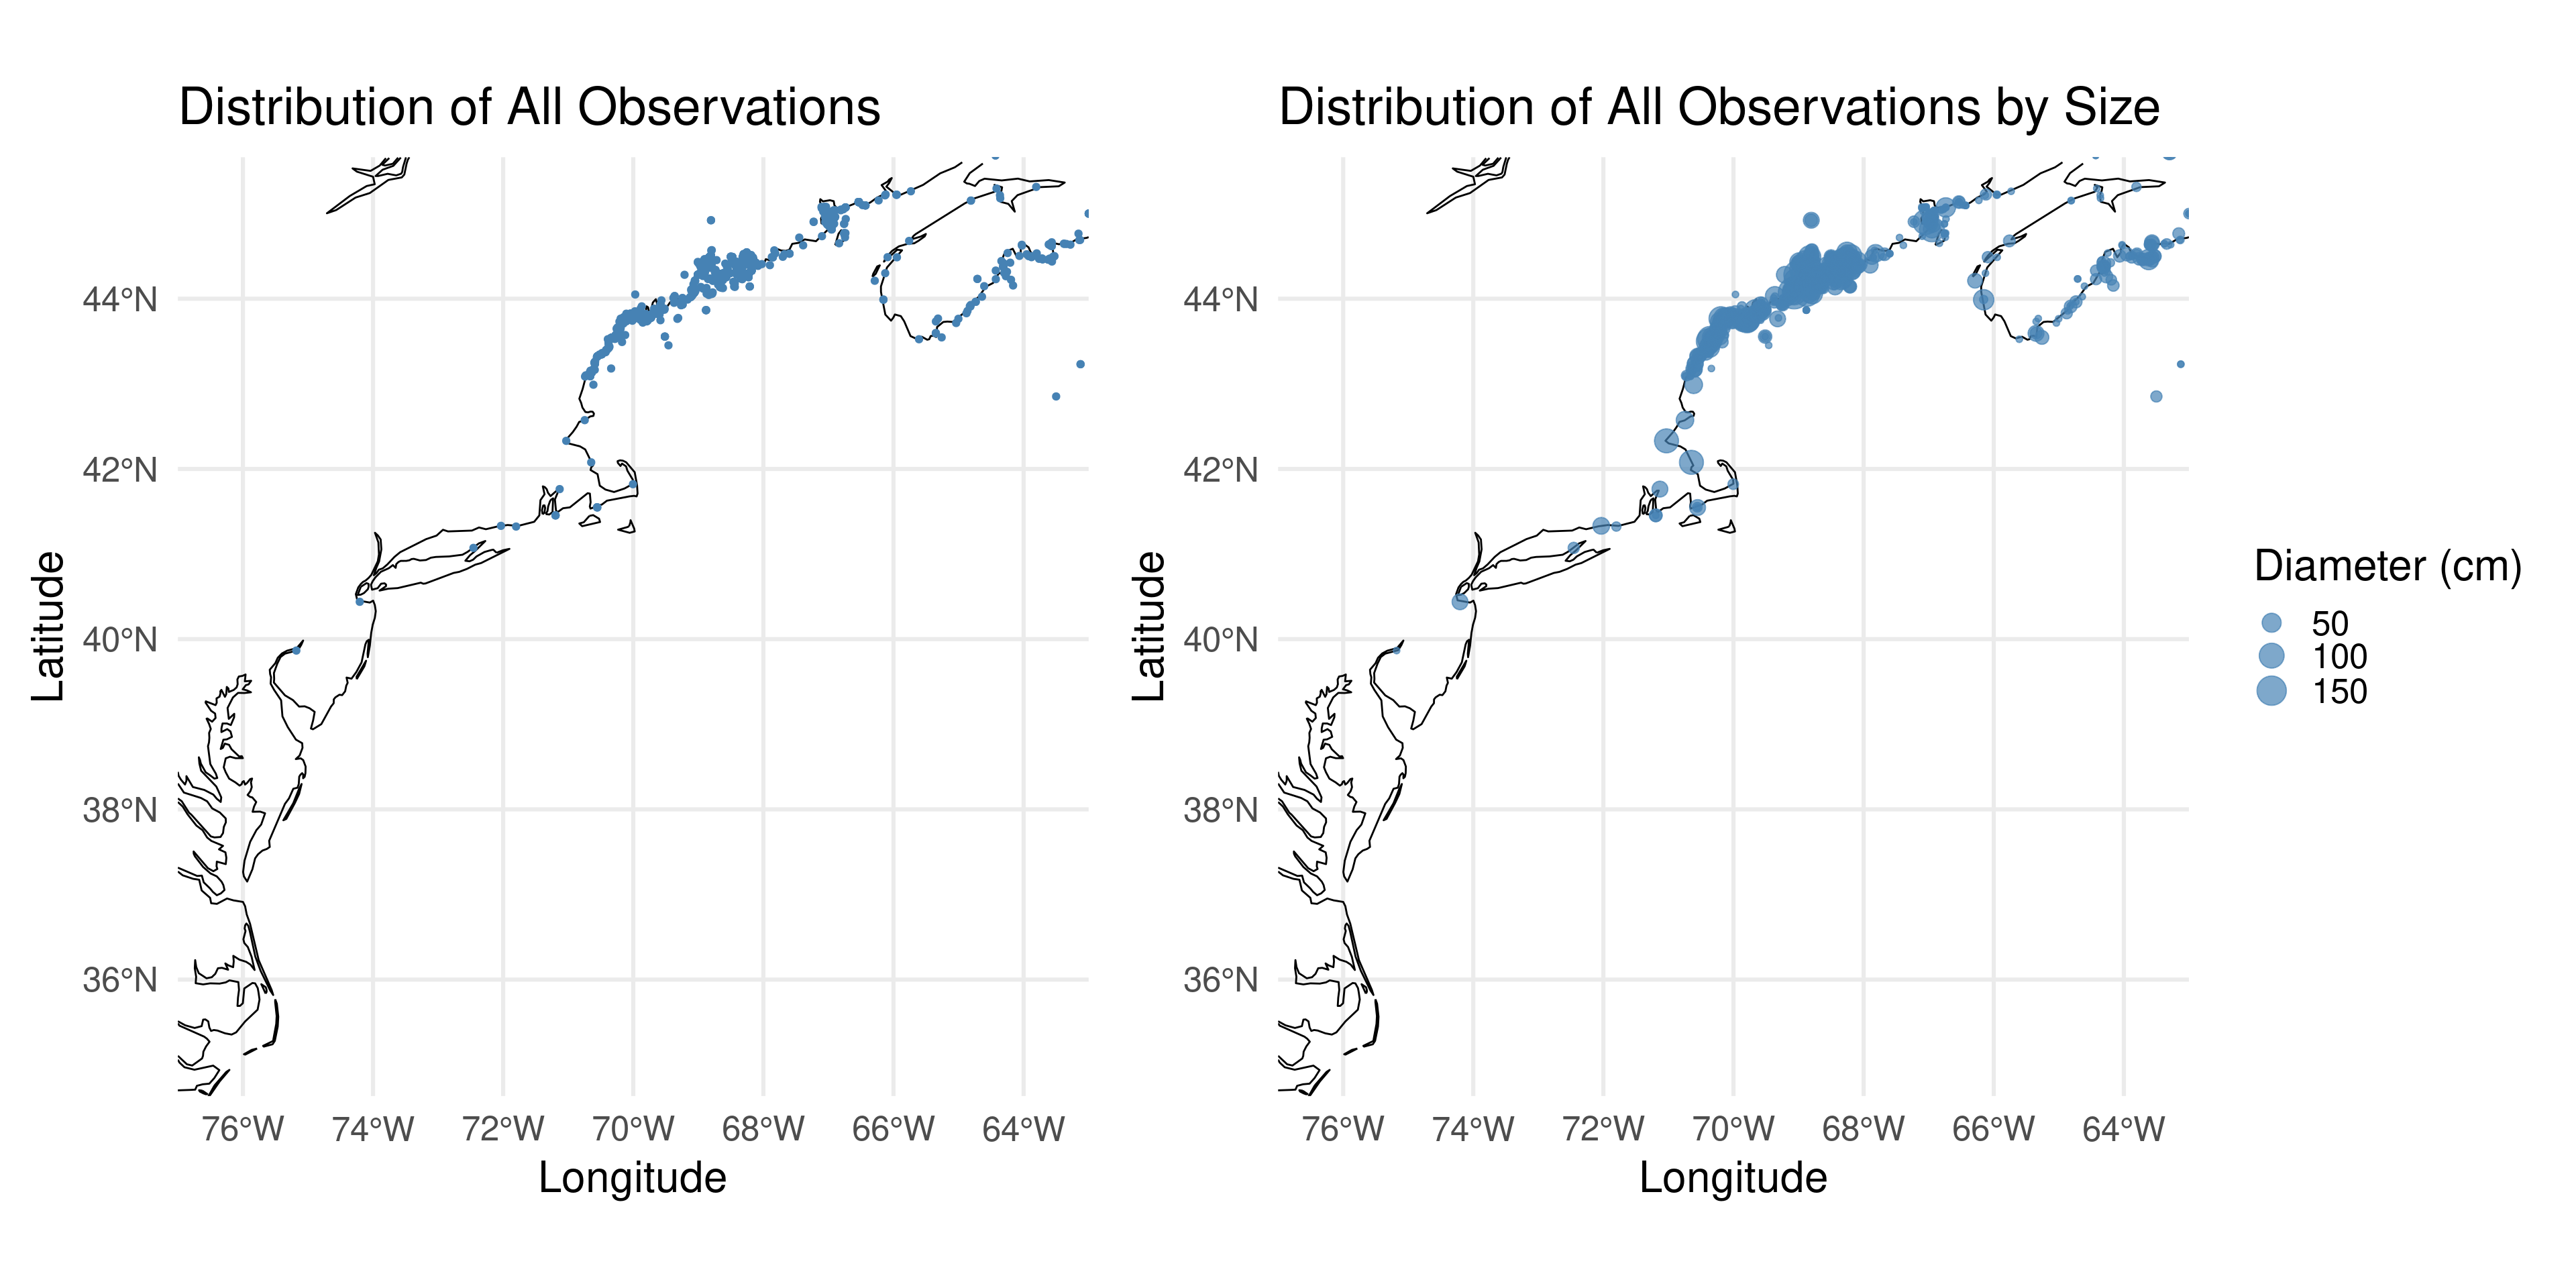 Distribution of All Observations
Latitude
44°N
42°N
40°N
38°N
36°N
76°W 74°W 72°W 70°W 68°W 66°W 64°W
Longitude
Distribution of All Observations by Size
Latitude
44°N
42°N
40°N
38°N
36°N
76°W 74°W 72°W 70°W 68°W 66°W 64°W
Longitude
Diameter (cm)
50
100
150